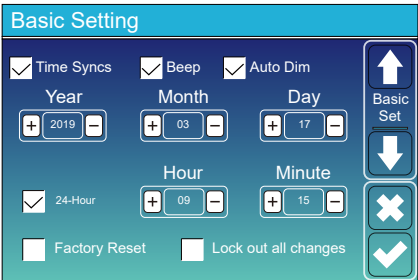 Basic Setting
Time Syncs Beep Auto Dim
Year Month Day
+ 2019 − + 03 − + 17 −
Basic
Set
Hour Minute
24-Hour + 09 − + 15 −
Factory Reset Lock out all changes